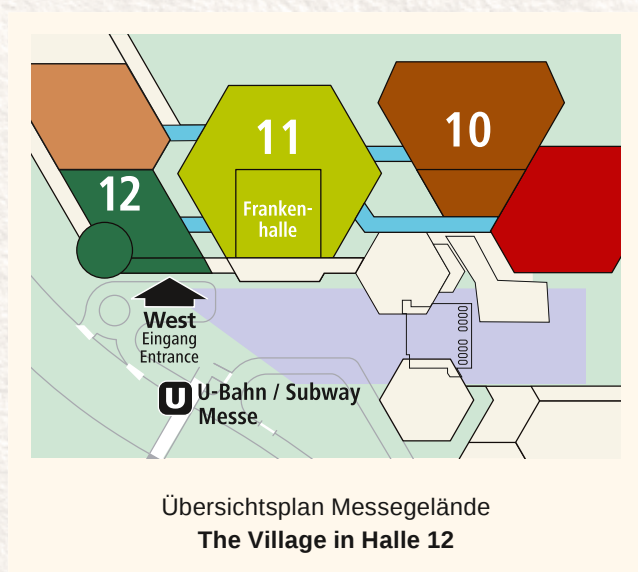 11
10
12
Franken-
halle
West
Eingang
Entrance
U U-Bahn / Subway
Messe
Übersichtsplan Messegelände
The Village in Halle 12